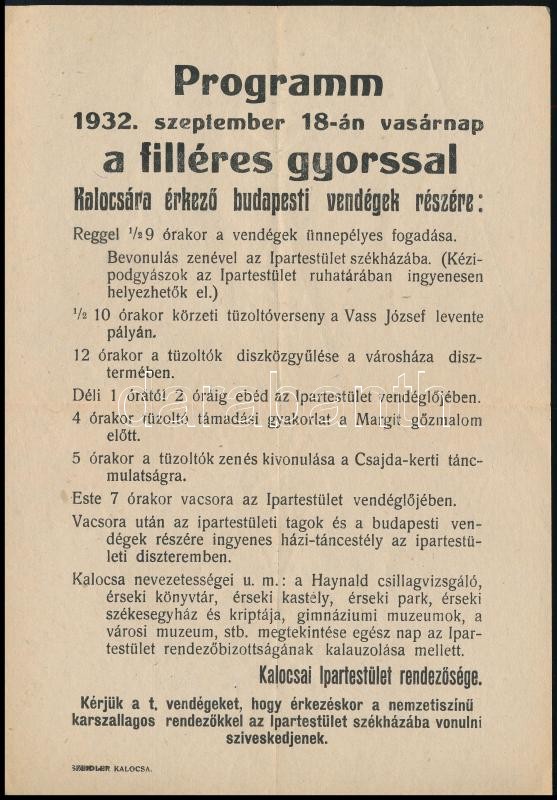 Programm
1932. szeptember 18-án vasárnap
a filléres gyorssal
Kalocsára érkező budapesti vendégek részére:
Reggel ½9 órakor a vendégek ünnepélyes fogadása.
Bevonulás zenével az Ipartestület székházába. (Kézi-
podgyászok az Ipartestület ruhatárában ingyenesen
helyezhetők el.)
½ 10 órakor körzeti tüzoltóverseny a Vass József levente
pályán.
12 órakor a tüzoltók diszközgyűlése a városháza disz-
termében.
Déli 1 órától 2 óráig ebéd az Ipartestület vendéglőjében.
darabanth
4 órakor tüzoltó támadási gyakorlat a Margit gőzmalom
előtt.
5 órakor a tüzoltók zenés kivonulása a Csajda-kerti tánc-
mulatságra.
Este 7 órakor vacsora az Ipartestület vendéglőjében.
Vacsora után az ipartestületi tagok és a budapesti ven-
dégek részére ingyenes házi-táncestély az ipartestü-
leti diszteremben.
Kalocsa nevezetességei u. m.: a Haynald csillagvizsgáló,
érseki könyvtár, érseki kastély, érseki park, érseki
székesegyház és kriptája, gimnáziumi muzeumok, a
városi muzeum, stb. megtekintése egész nap az Ipar-
testület rendezőbizottságának kalauzolása mellett.
Kalocsai Ipartestület rendezősége.
Kérjük a t. vendégeket, hogy érkezéskor a nemzetiszínű
karszallagos rendezőkkel az Ipartestület székházába vonulni
sziveskedjenek.
SZEIDLER KALOCSA.